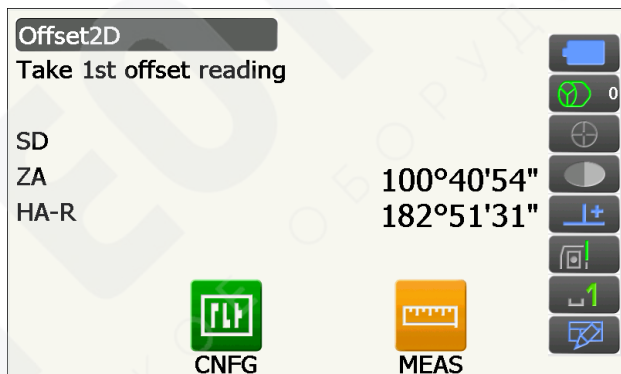 Offset2D
Take 1st offset reading
0
SD
ZA 100°40'54"
HA-R 182°51'31"
1
CNFG MEAS